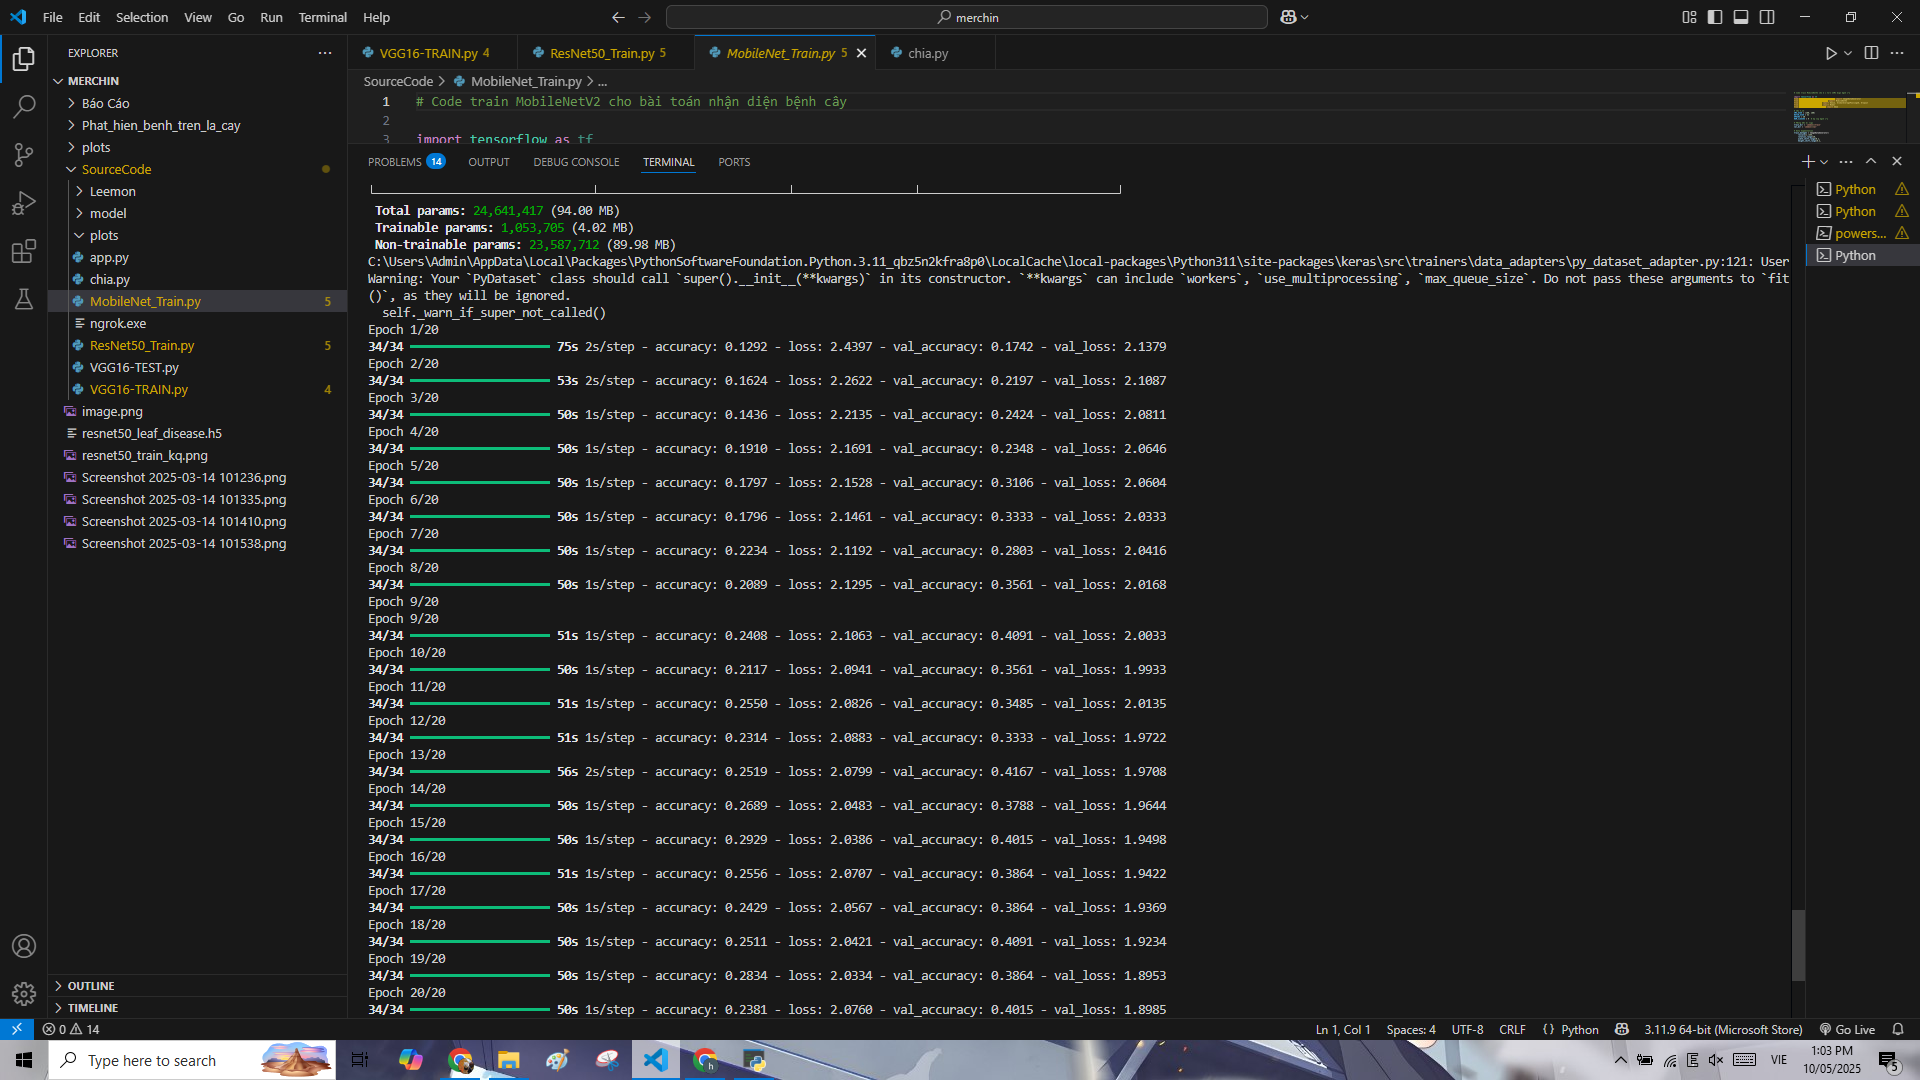 File Edit Selection View Go Run Terminal Help
merchin
EXPLORER
MERCHIN
Báo Cáo
Phat_hien_benh_tren_la_cay
plots
SourceCode
Leemon
model
plots
app.py
chia.py
MobileNet_Train.py 5
ngrok.exe
ResNet50_Train.py 5
VGG16-TEST.py
VGG16-TRAIN.py 4
image.png
resnet50_leaf_disease.h5
resnet50_train_kq.png
Screenshot 2025-03-14 101236.png
Screenshot 2025-03-14 101335.png
Screenshot 2025-03-14 101410.png
Screenshot 2025-03-14 101538.png
OUTLINE
TIMELINE
VGG16-TRAIN.py 4 ResNet50_Train.py 5 MobileNet_Train.py 5 chia.py
SourceCode > MobileNet_Train.py > ...
1 # Code train MobileNetV2 cho bài toán nhận diện bệnh cây
2
3 import tensorflow as tf
PROBLEMS 14 OUTPUT DEBUG CONSOLE TERMINAL PORTS
Total params: 24,641,417 (94.00 MB)
Trainable params: 1,053,705 (4.02 MB)
Non-trainable params: 23,587,712 (89.98 MB)
C:\Users\Admin\AppData\Local\Packages\PythonSoftwareFoundation.Python.3.11_qbz5n2kfra8p0\LocalCache\local-packages\Python311\site-packages\keras\src\trainers\data_adapters\py_dataset_adapter.py:121: User
Warning: Your `PyDataset` class should call `super().__init__(**kwargs)` in its constructor. `**kwargs` can include `workers`, `use_multiprocessing`, `max_queue_size`. Do not pass these arguments to `fit
()`, as they will be ignored.
self._warn_if_super_not_called()
Epoch 1/20
34/34 75s 2s/step - accuracy: 0.1292 - loss: 2.4397 - val_accuracy: 0.1742 - val_loss: 2.1379
Epoch 2/20
34/34 53s 2s/step - accuracy: 0.1624 - loss: 2.2622 - val_accuracy: 0.2197 - val_loss: 2.1087
Epoch 3/20
34/34 50s 1s/step - accuracy: 0.1436 - loss: 2.2135 - val_accuracy: 0.2424 - val_loss: 2.0811
Epoch 4/20
34/34 50s 1s/step - accuracy: 0.1910 - loss: 2.1691 - val_accuracy: 0.2348 - val_loss: 2.0646
Epoch 5/20
34/34 50s 1s/step - accuracy: 0.1797 - loss: 2.1528 - val_accuracy: 0.3106 - val_loss: 2.0604
Epoch 6/20
34/34 50s 1s/step - accuracy: 0.1796 - loss: 2.1461 - val_accuracy: 0.3333 - val_loss: 2.0333
Epoch 7/20
34/34 50s 1s/step - accuracy: 0.2234 - loss: 2.1192 - val_accuracy: 0.2803 - val_loss: 2.0416
Epoch 8/20
34/34 50s 1s/step - accuracy: 0.2089 - loss: 2.1295 - val_accuracy: 0.3561 - val_loss: 2.0168
Epoch 9/20
Epoch 9/20
34/34 51s 1s/step - accuracy: 0.2408 - loss: 2.1063 - val_accuracy: 0.4091 - val_loss: 2.0033
Epoch 10/20
34/34 50s 1s/step - accuracy: 0.2117 - loss: 2.0941 - val_accuracy: 0.3561 - val_loss: 1.9933
Epoch 11/20
34/34 51s 1s/step - accuracy: 0.2550 - loss: 2.0826 - val_accuracy: 0.3485 - val_loss: 2.0135
Epoch 12/20
34/34 51s 1s/step - accuracy: 0.2314 - loss: 2.0883 - val_accuracy: 0.3333 - val_loss: 1.9722
Epoch 13/20
34/34 56s 2s/step - accuracy: 0.2519 - loss: 2.0799 - val_accuracy: 0.4167 - val_loss: 1.9708
Epoch 14/20
34/34 50s 1s/step - accuracy: 0.2689 - loss: 2.0483 - val_accuracy: 0.3788 - val_loss: 1.9644
Epoch 15/20
34/34 50s 1s/step - accuracy: 0.2929 - loss: 2.0386 - val_accuracy: 0.4015 - val_loss: 1.9498
Epoch 16/20
34/34 51s 1s/step - accuracy: 0.2556 - loss: 2.0707 - val_accuracy: 0.3864 - val_loss: 1.9422
Epoch 17/20
34/34 50s 1s/step - accuracy: 0.2429 - loss: 2.0567 - val_accuracy: 0.3864 - val_loss: 1.9369
Epoch 18/20
34/34 50s 1s/step - accuracy: 0.2511 - loss: 2.0421 - val_accuracy: 0.4091 - val_loss: 1.9234
Epoch 19/20
34/34 50s 1s/step - accuracy: 0.2834 - loss: 2.0334 - val_accuracy: 0.3864 - val_loss: 1.8953
Epoch 20/20
34/34 50s 1s/step - accuracy: 0.2381 - loss: 2.0760 - val_accuracy: 0.4015 - val_loss: 1.8985
Python
Python
powers...
Python
0 14
Ln 1, Col 1 Spaces: 4 UTF-8 CRLF {} Python 3.11.9 64-bit (Microsoft Store) Go Live
Type here to search
VIE
1:03 PM
10/05/2025
5